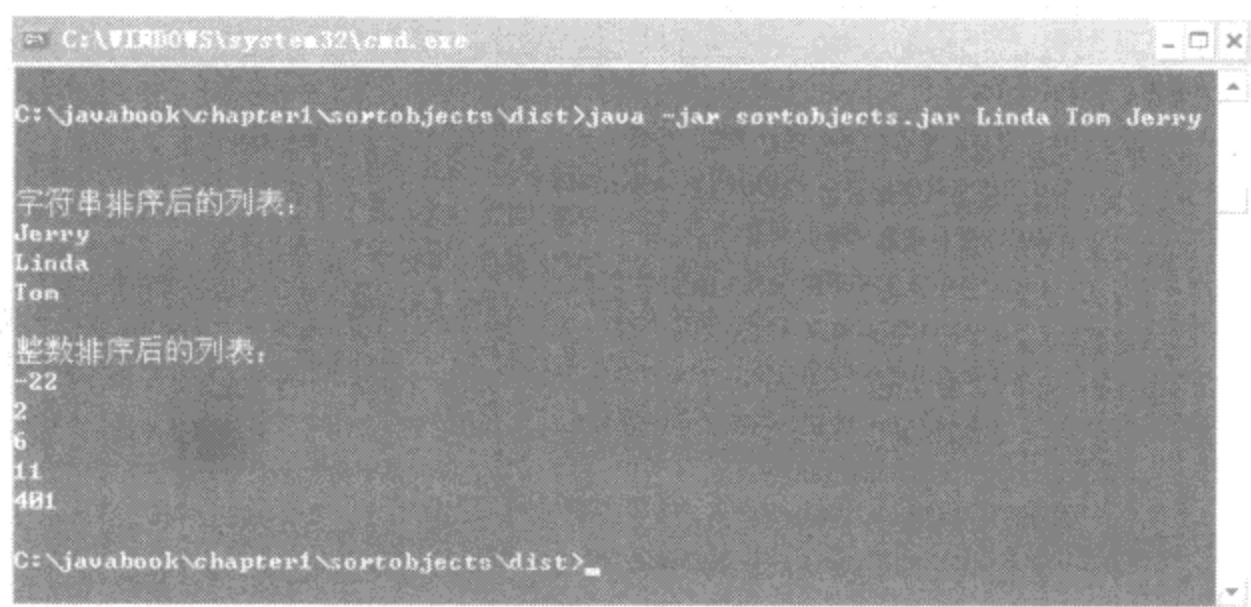 C:\WINDOWS\system32\cmd.exe
C:\javabook\chapter1\sortobjects\dist>java -jar sortobjects.jar Linda Tom Jerry
字符串排序后的列表：
Jerry
Linda
Tom
整数排序后的列表：
-22
2
6
11
401
C:\javabook\chapter1\sortobjects\dist>_